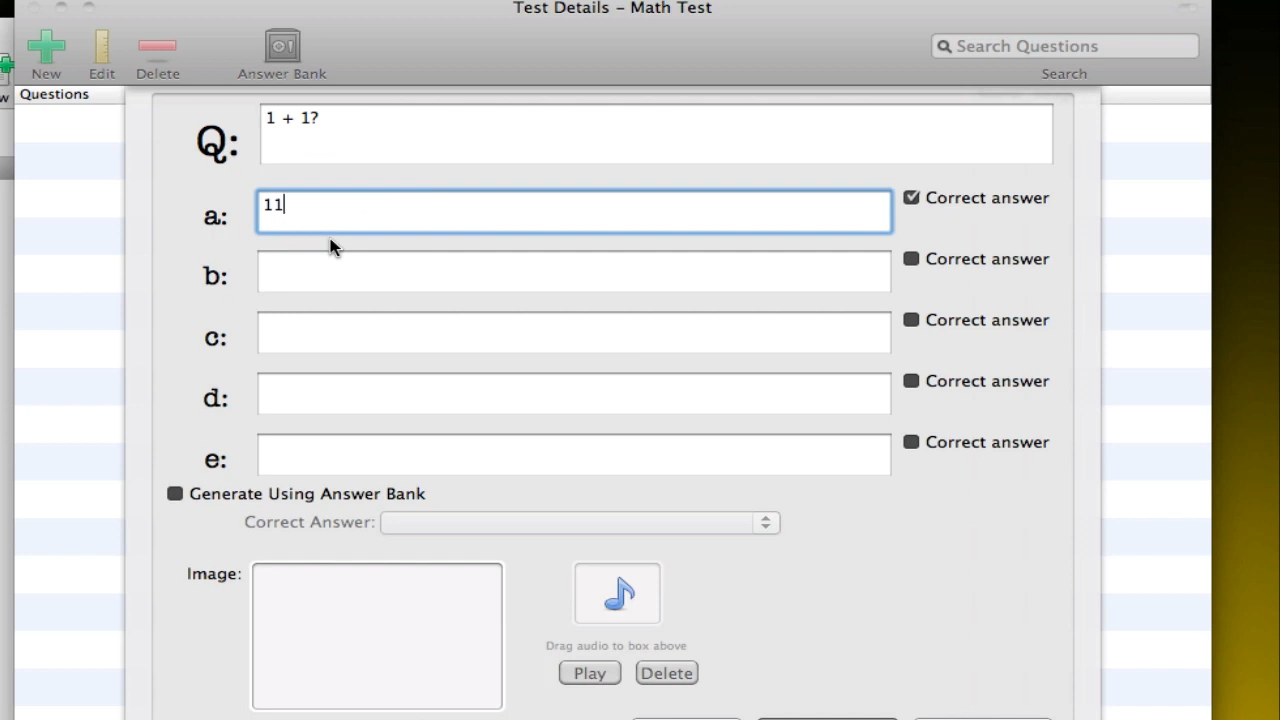 Test Details – Math Test
New Edit Delete Answer Bank
Search Questions
Search
w
Questions
Q: 1 + 1?
a: 11 Correct answer
b: Correct answer
c: Correct answer
d: Correct answer
e: Correct answer
Generate Using Answer Bank
Correct Answer:
Image:
Drag audio to box above
Play Delete